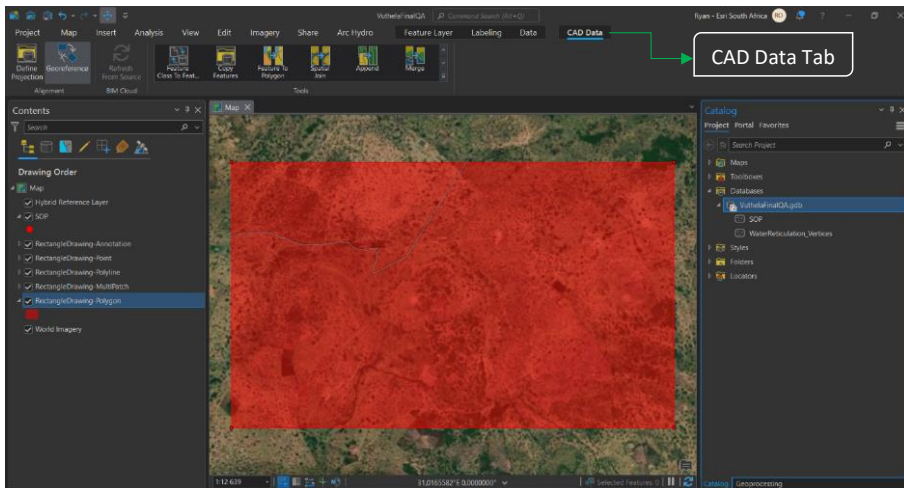 VuthelaFinalQA
Command Search (Alt+Q)
Ryan - Esri South Africa
RO
?
Project
Map
Insert
Analysis
View
Edit
Imagery
Share
Arc Hydro
Feature Layer
Labeling
Data
CAD Data
CAD Data Tab
Define
Projection
Georeference
Refresh
From Source
Feature
Class To Feat...
Copy
Features
Feature To
Polygon
Spatial
Join
Append
Merge
Alignment
BIM Cloud
Tools
Contents
Search
Drawing Order
Map
Hybrid Reference Layer
SOP
RectangleDrawing-Annotation
RectangleDrawing-Point
RectangleDrawing-Polyline
RectangleDrawing-MultiPatch
RectangleDrawing-Polygon
World Imagery
Map
1:12 639
31,0165582°E 0,0000000°
Selected Features: 0
Catalog
Project Portal Favorites
Search Project
Maps
Toolboxes
Databases
VuthelaFinalQA.gdb
SOP
WaterReticulation_Vertices
Styles
Folders
Locators
Catalog Geoprocessing